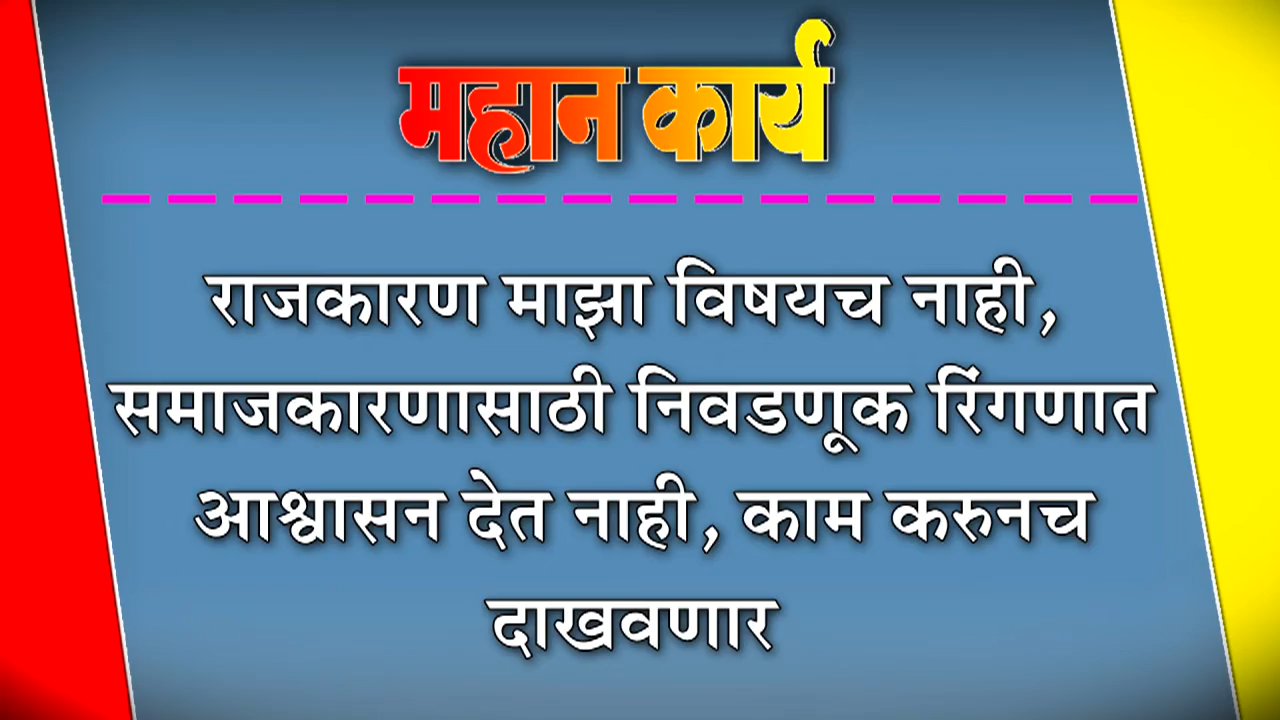 महान कार्य
राजकारण माझा विषयच नाही,
समाजकारणासाठी निवडणूक रिंगणात
आश्वासन देत नाही, काम करुनच
दाखवणार